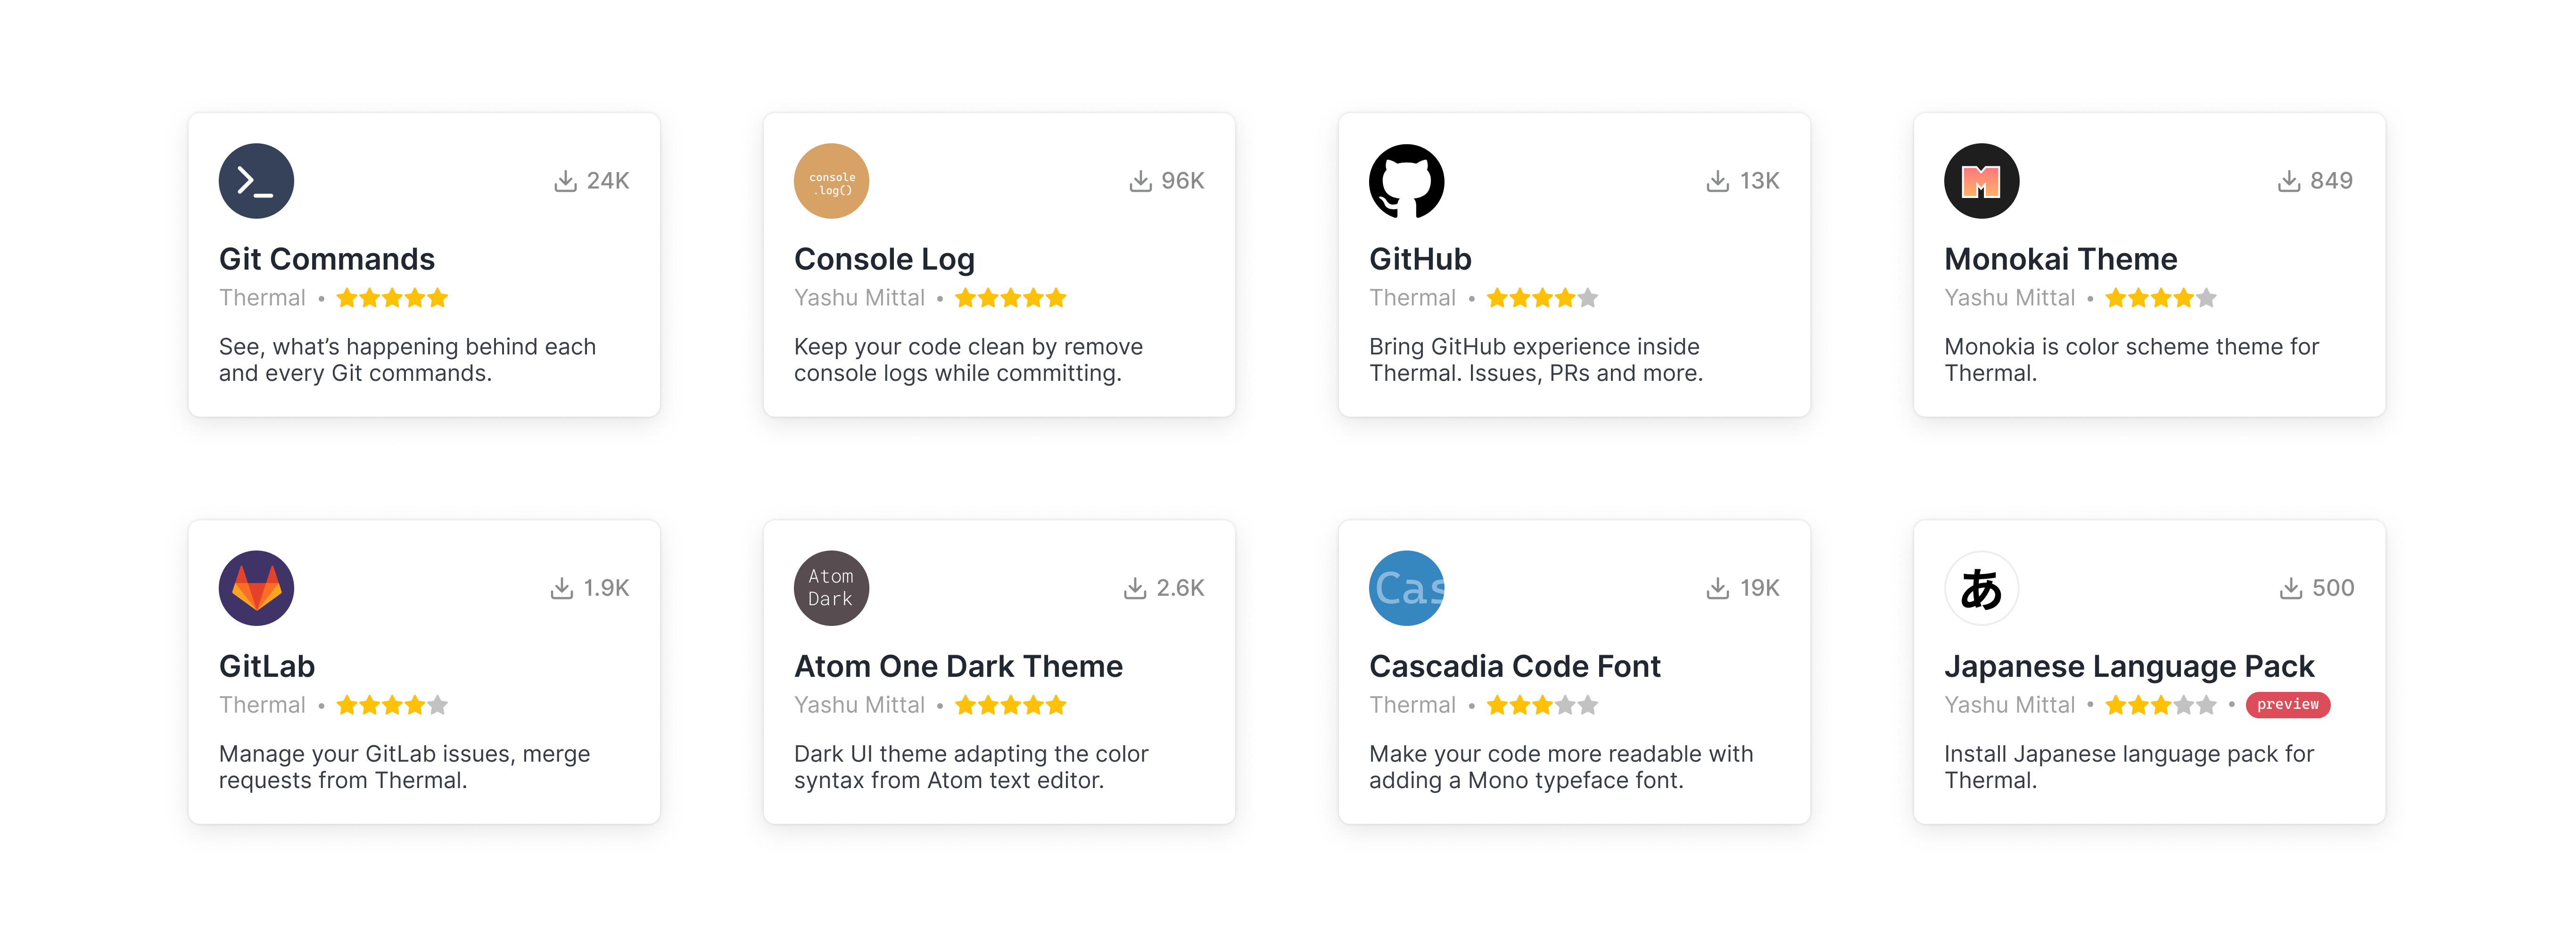 24K
Git Commands
Thermal •
See, what’s happening behind each
and every Git commands.
console
.log()
96K
Console Log
Yashu Mittal •
Keep your code clean by remove
console logs while committing.
13K
GitHub
Thermal •
Bring GitHub experience inside
Thermal. Issues, PRs and more.
M
849
Monokai Theme
Yashu Mittal •
Monokia is color scheme theme for
Thermal.
1.9K
GitLab
Thermal •
Manage your GitLab issues, merge
requests from Thermal.
Atom
Dark
2.6K
Atom One Dark Theme
Yashu Mittal •
Dark UI theme adapting the color
syntax from Atom text editor.
Cas
19K
Cascadia Code Font
Thermal •
Make your code more readable with
adding a Mono typeface font.
あ
500
Japanese Language Pack
Yashu Mittal • • preview
Install Japanese language pack for
Thermal.